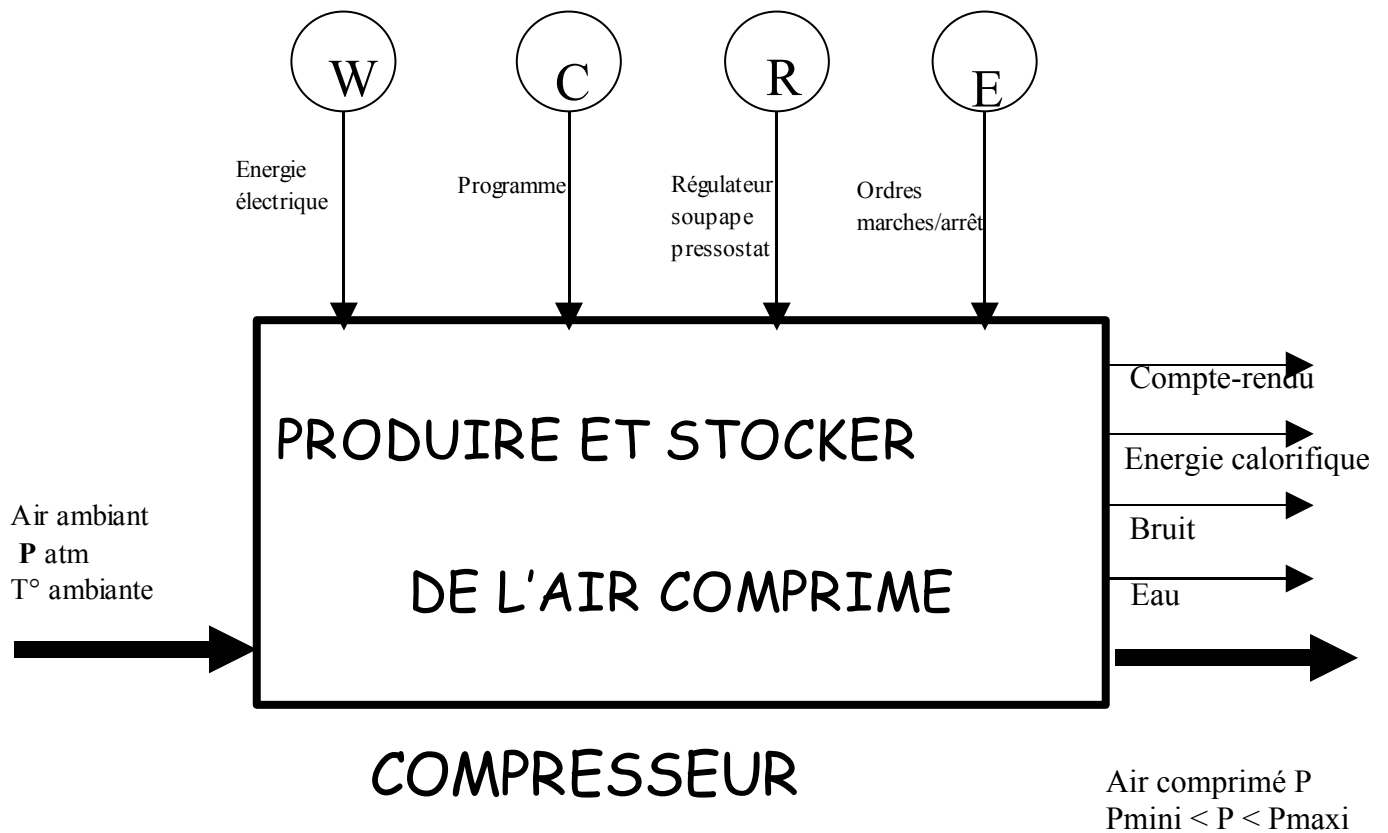 W
C
R
E
Energie
électrique
Programme
Régulateur
soupape
pressostat
Ordres
marches/arrêt
PRODUIRE ET STOCKER
DE L’AIR COMPRIME
Air ambiant
P atm
T° ambiante
Compte-rendu
Energie calorifique
Bruit
Eau
COMPRESSEUR
Air comprimé P
Pmini < P < Pmaxi